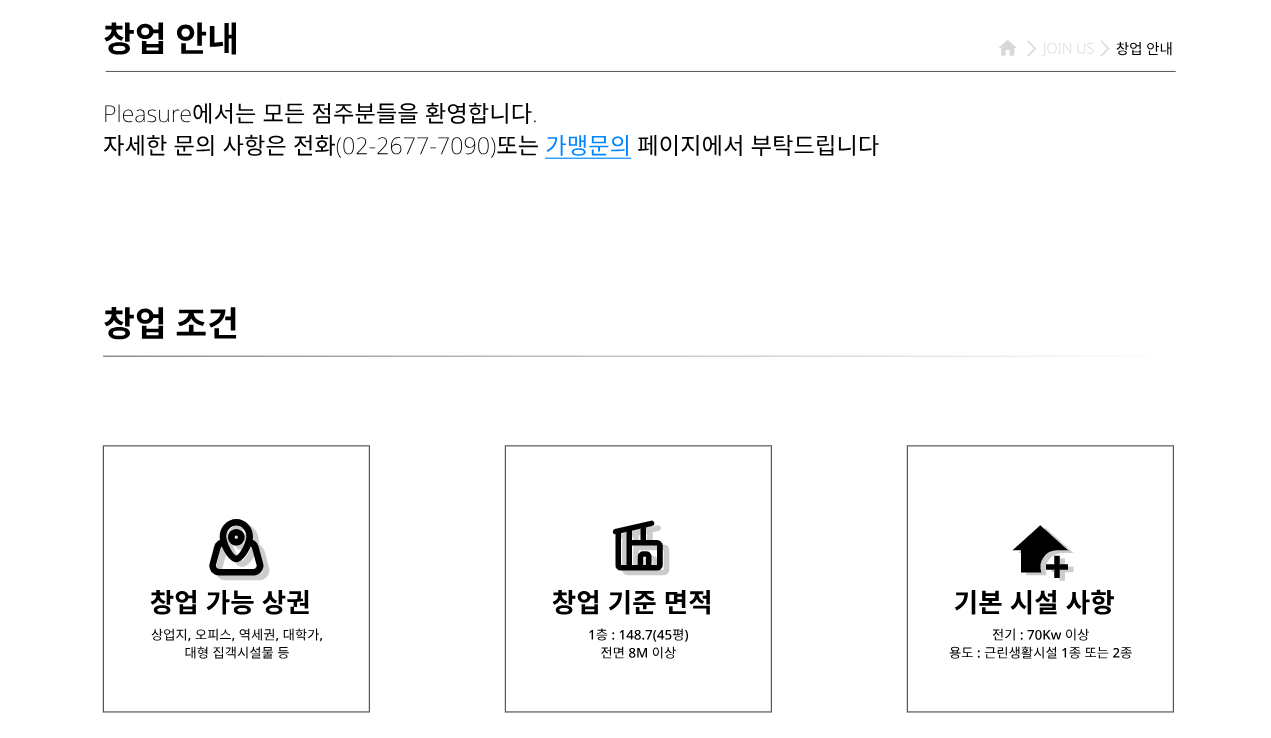 창업 안내
JOIN US
창업 안내
Pleasure에서는 모든 점주분들을 환영합니다.
자세한 문의 사항은 전화(02-2677-7090)또는 가맹문의 페이지에서 부탁드립니다
창업 조건
창업 가능 상권
상업지, 오피스, 역세권, 대학가,
대형 집객시설물 등
창업 기준 면적
1층 : 148.7(45평)
전면 8M 이상
기본 시설 사항
전기 : 70Kw 이상
용도 : 근린생활시설 1종 또는 2종